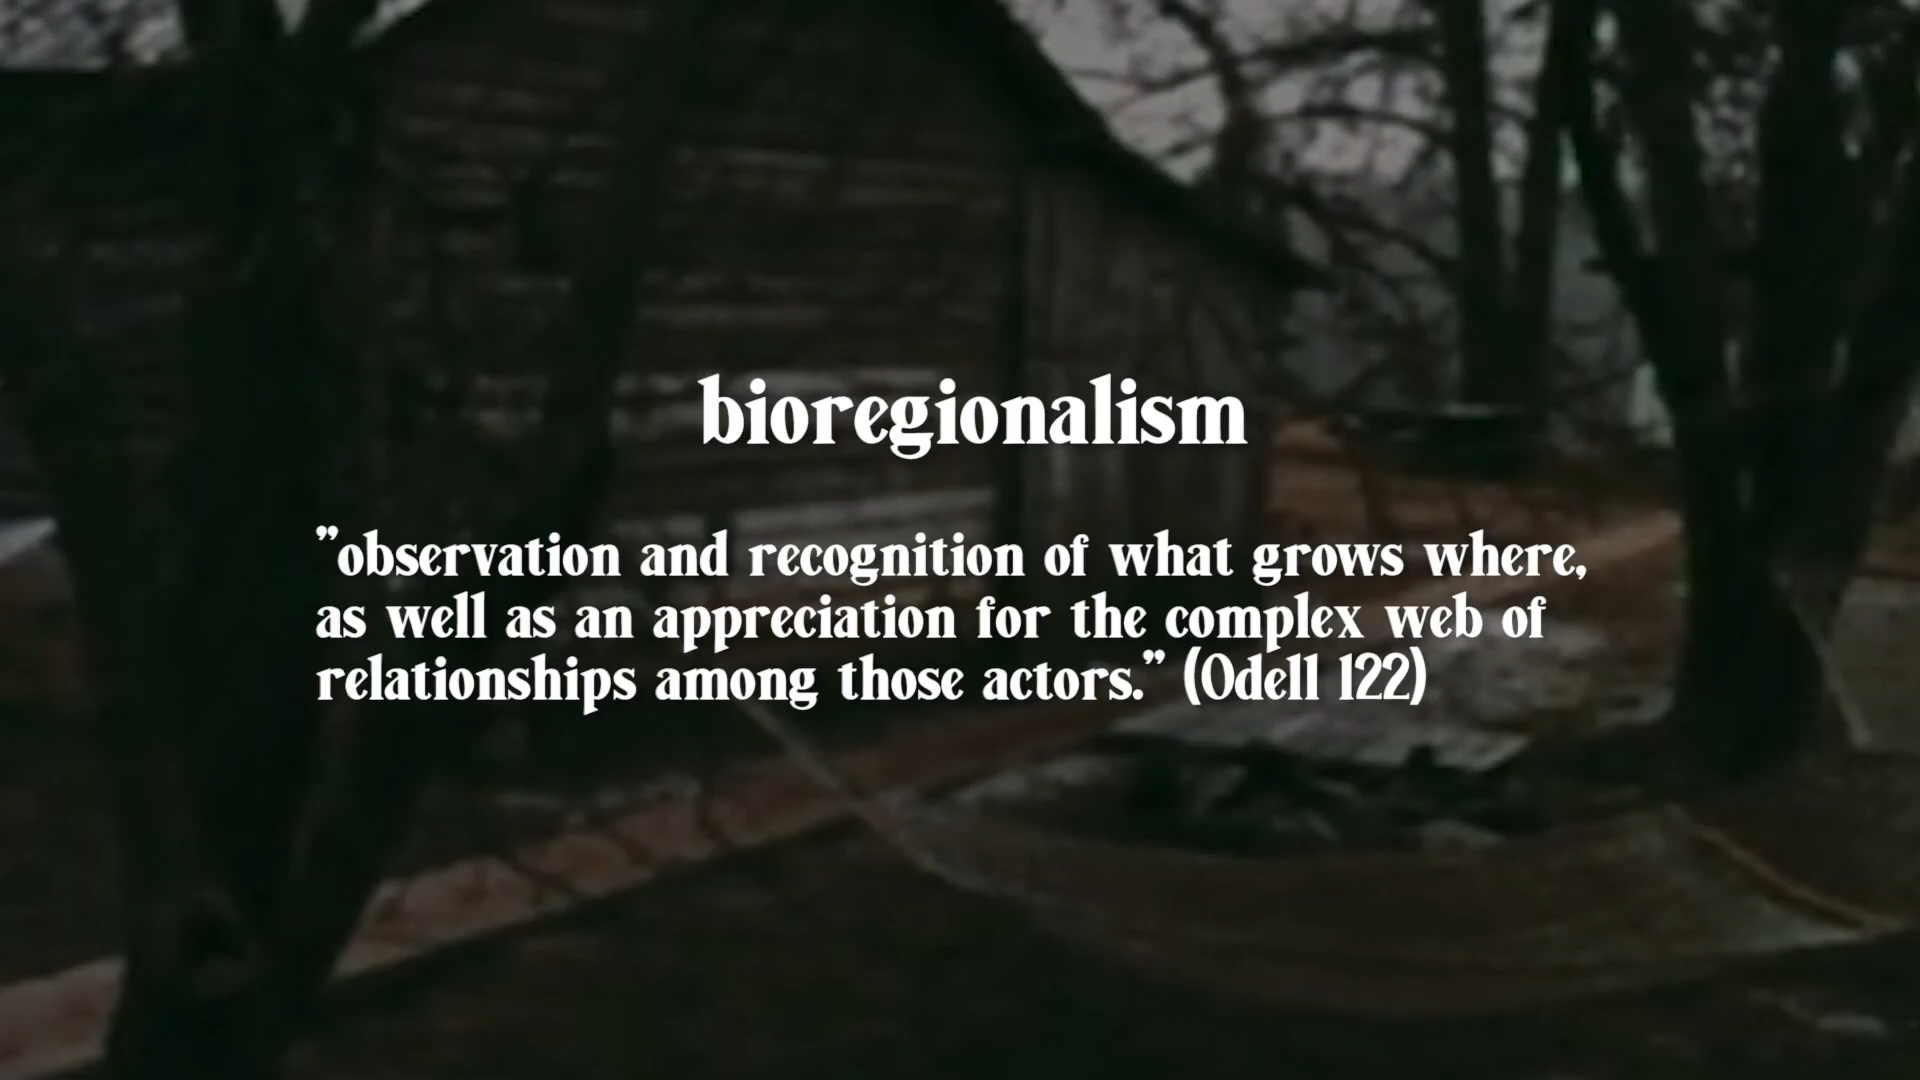 bioregionalism
"observation and recognition of what grows where,
as well as an appreciation for the complex web of
relationships among those actors." (Odell 122)